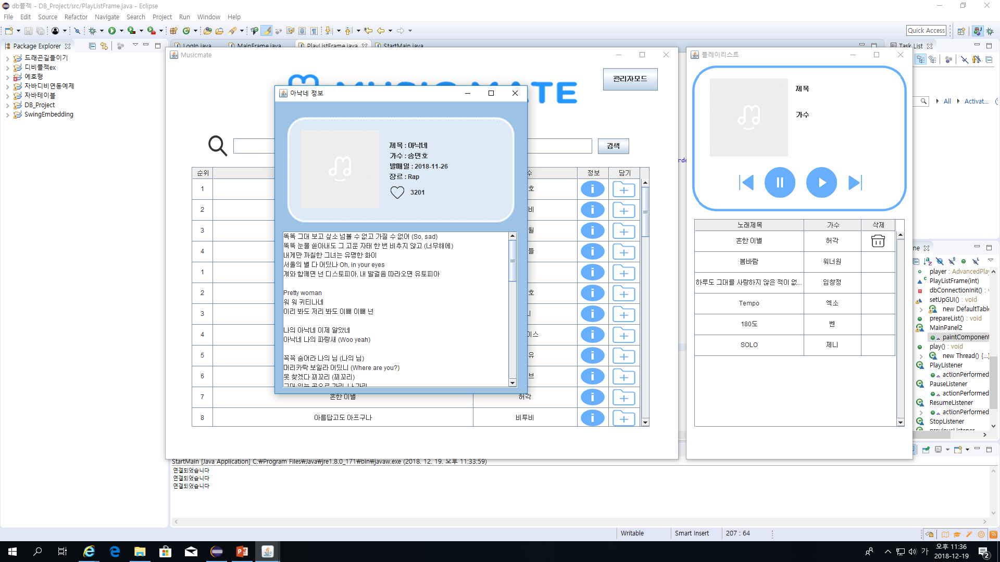 db플젝 - DB_Project/src/PlayListFrame.java - Eclipse
File Edit Source Refactor Navigate Search Project Run Window Help
Quick Access
Package Explorer
드래곤길들이기
디비플젝ex
예호형
자바디비연동예제
자바테이블
DB_Project
SwingEmbedding
LogIn.java
MainFrame.java
PlayListFrame.java
StartMain.java
Task List
All
Activat...
Musicmate
관리자모드
MUSIC MATE
검색
순위
정보 담기
1
2
3
4
1
2
3
4
5
6
7 흔한 이별 허각
8 아름답고도 아프구나 비투비
아낙네 정보
제목 : 아낙네
가수 : 송민호
발매일 : 2018-11-26
장르 : Rap
3201
똑똑 그대 보고 싶소 넘볼 수 없고 가질 수 없어 (So, sad)
뚝뚝 눈물 쏟아내도 그 고운 자태 한 번 비추지 않고 (너무해에)
내게만 까칠한 그녀는 유명한 화이
서울의 별 다 어딨나 Oh, in your eyes
걔와 함께면 넌 디스토피아, 내 발걸음 따라오면 유토피아
Pretty woman
워 워 귀티나네
이리 봐도 저리 봐도 이뻐 이뻐 넌
나의 아낙네 이제 알았네
아낙네 나의 파랑새 (Woo yeah)
꼭꼭 숨어라 나의 님 (나의 님)
머리카락 보일라 어딨니 (Where are you?)
못 찾겠다 꾀꼬리 (꾀꼬리)
플레이리스트
제목
가수
노래제목 가수 삭제
흔한 이별 허각
봄바람 워너원
하루도 그대를 사랑하지 않은 적이 없... 임창정
Tempo 엑소
180도 벤
SOLO 제니
player : AdvancedPlay
PlayListFrame(int)
dbConnectionInit() :
setUpGUI() : void
new DefaultTable
prepareList() : void
MainPanel2
paintComponent
play() : void
new Thread() {...}
PlayListener
actionPerformed
PauseListener
actionPerformed
ResumeListener
actionPerformed
StopListener
previousListener
StartMain [Java Application] C:₩Program Files₩Java₩jre1.8.0_171₩bin₩javaw.exe (2018. 12. 19. 오후 11:33:59)
연결되었습니다
연결되었습니다
연결되었습니다
Writable Smart Insert 207 : 64
가
오후 11:36
2018-12-19
2